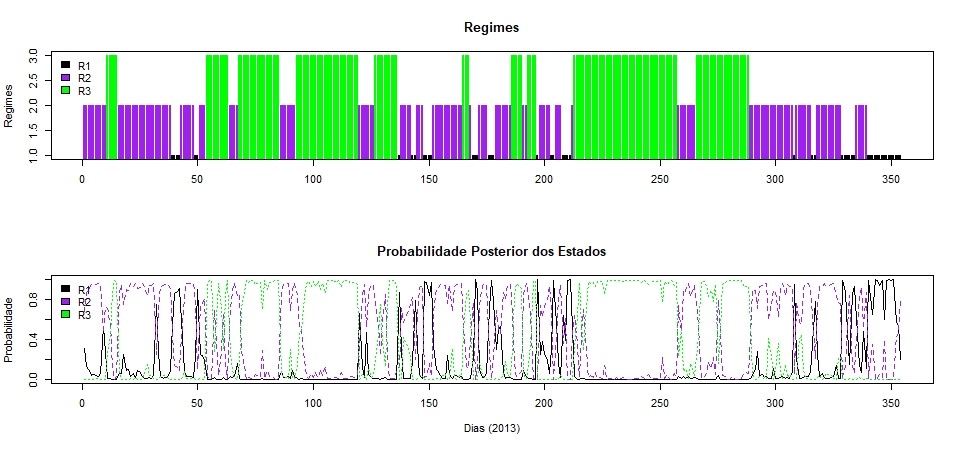 Regimes
Regimes
3.0
2.5
2.0
1.5
1.0
R1
R2
R3
0 50 100 150 200 250 300 350
Probabilidade Posterior dos Estados
Probabilidade
0.8
0.4
0.0
R1
R2
R3
0 50 100 150 200 250 300 350
Dias (2013)